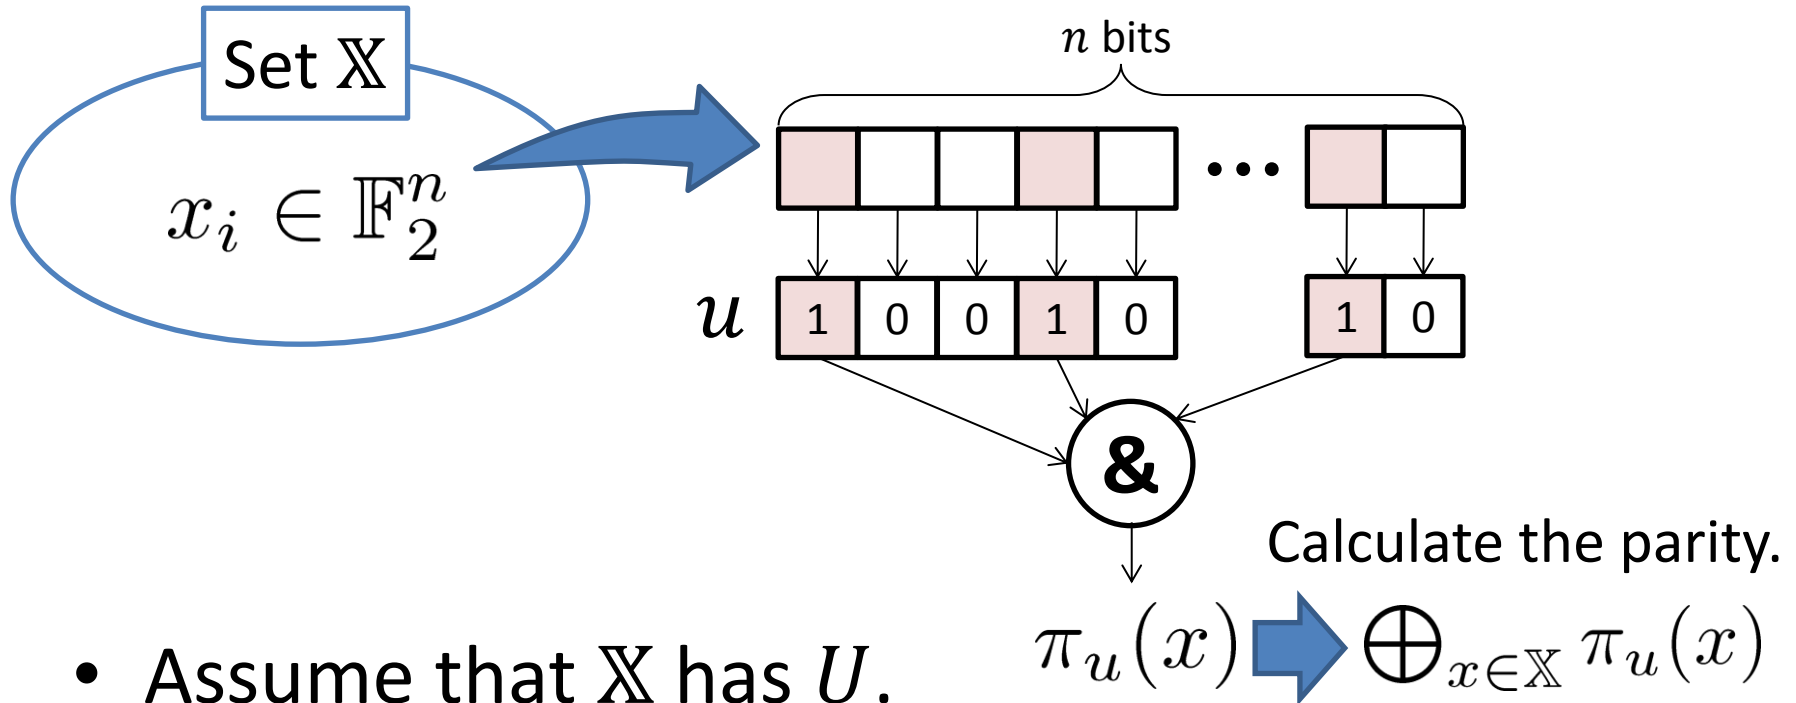 Set 𝕏
x_i ∈ 𝔽_2^n
n bits
...
u 1 0 0 1 0 1 0
&
Calculate the parity.
π_u(x) ⊕_{x∈𝕏} π_u(x)
• Assume that 𝕏 has U.